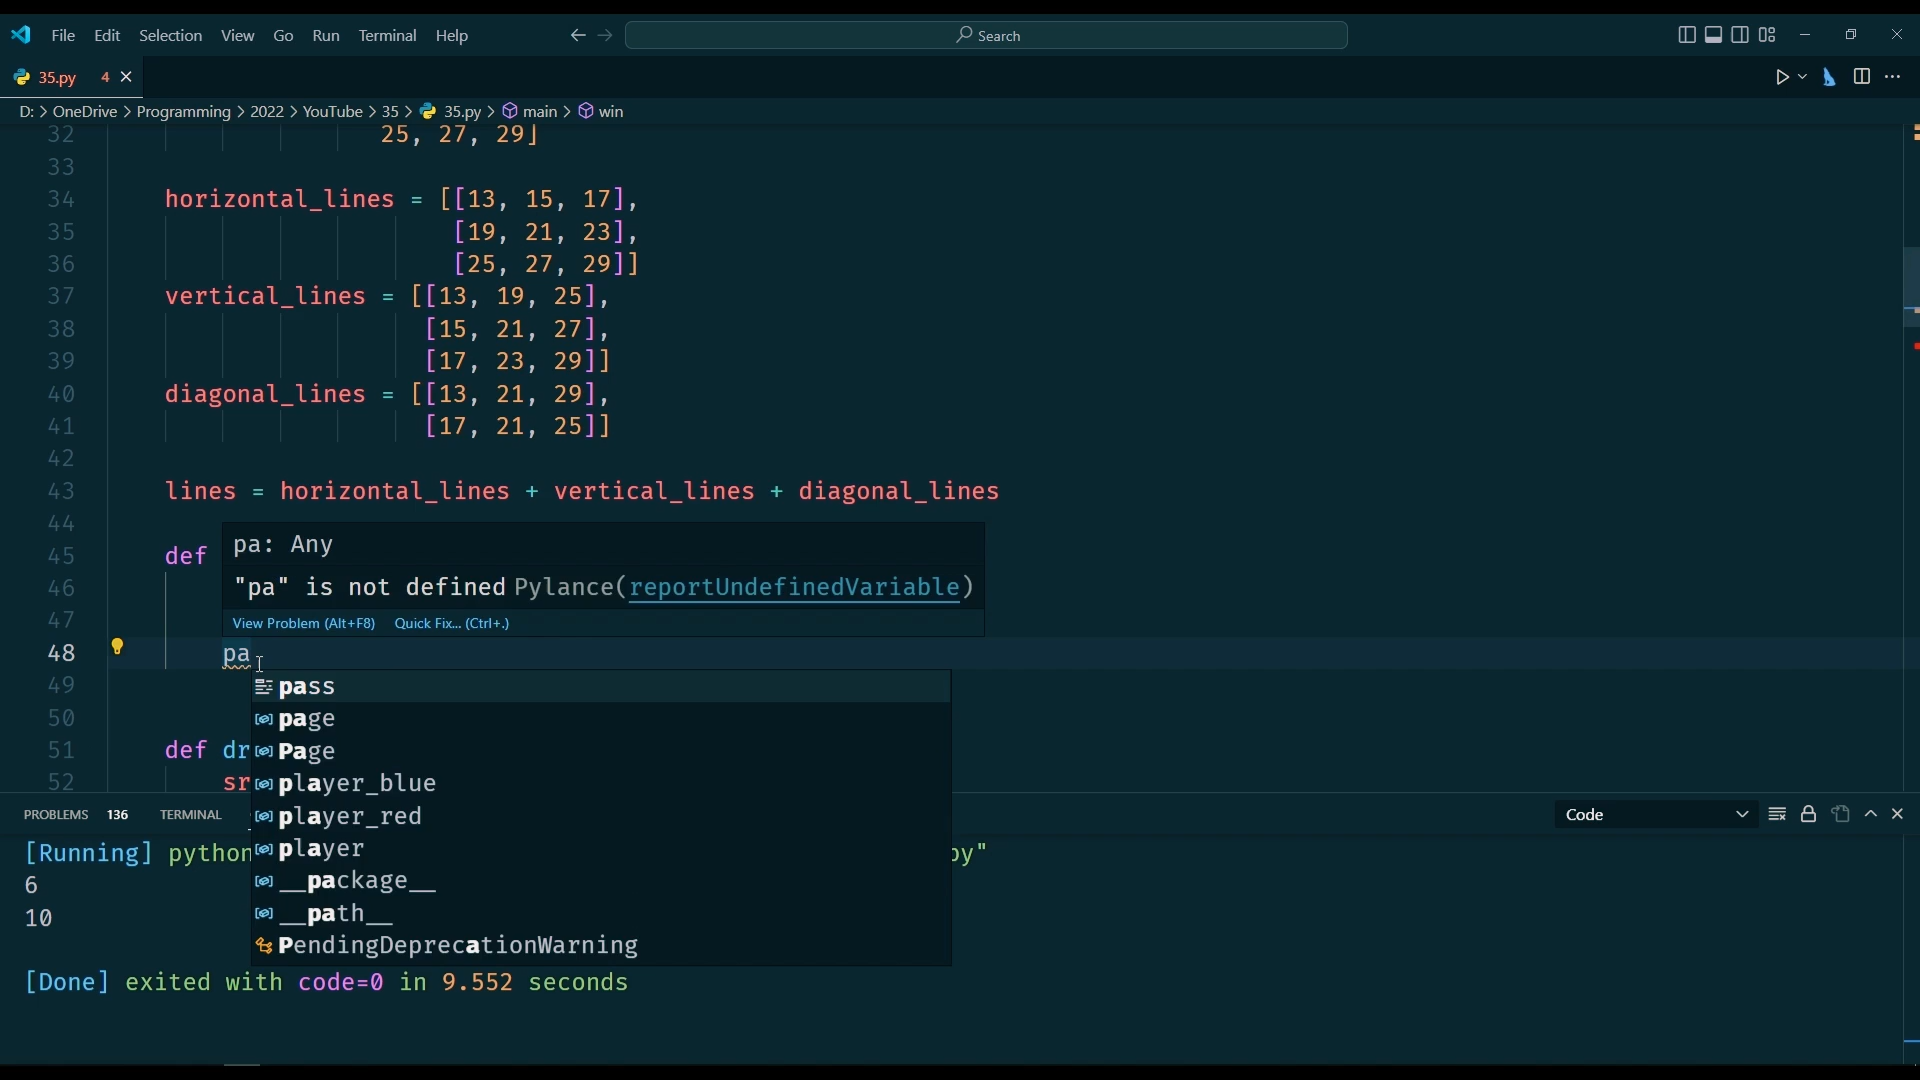 File Edit Selection View Go Run Terminal Help Search
35.py 4
D: > OneDrive > Programming > 2022 > YouTube > 35 > 35.py > main > win
32 25, 27, 29]
33
34 horizontal_lines = [[13, 15, 17],
35 [19, 21, 23],
36 [25, 27, 29]]
37 vertical_lines = [[13, 19, 25],
38 [15, 21, 27],
39 [17, 23, 29]]
40 diagonal_lines = [[13, 21, 29],
41 [17, 21, 25]]
42
43 lines = horizontal_lines + vertical_lines + diagonal_lines
44
pa: Any
45 def
46 "pa" is not defined Pylance(reportUndefinedVariable)
47 View Problem (Alt+F8) Quick Fix... (Ctrl+.)
48 pa
49 pass
50 page
51 def dr Page
52 sr player_blue
PROBLEMS 136 TERMINAL player_red Code
player
[Running] python py"
6 __package__
10 __path__
PendingDeprecationWarning
[Done] exited with code=0 in 9.552 seconds